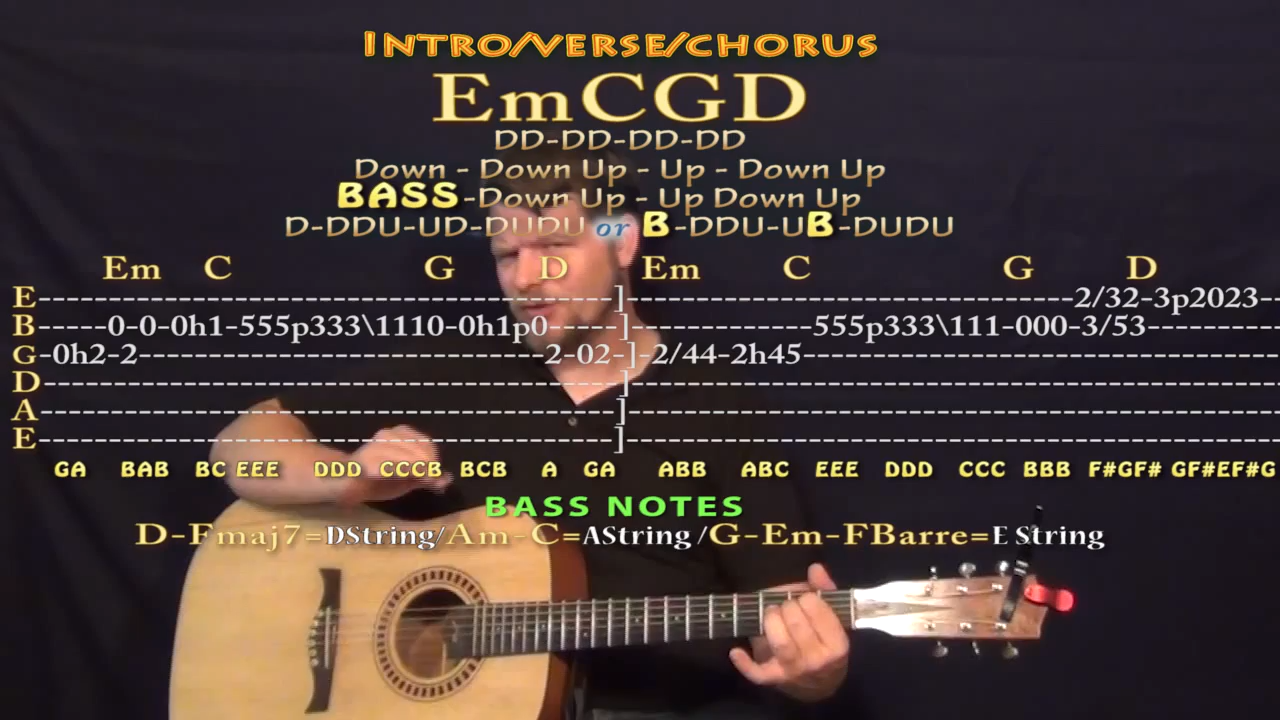 Intro/verse/chorus
EmCGD
DD-DD-DD-DD
Down - Down Up - Up - Down Up
BASS-Down Up - Up Down Up
D-DDU-UD-DUDU or B-DDU-UB-DUDU
Em C G D Em C G D
E---------------------------------------------]-----------------------------------2/32-3p2023--
B-----0-0-0h1-555p333\1110-0h1p0-----]--------------555p333\111-000-3/53-----------
G-0h2-2--------------------------------2-02-]-2/44-2h45-------------------------------------
D---------------------------------------------]--------------------------------------------------
A---------------------------------------------]--------------------------------------------------
E---------------------------------------------]--------------------------------------------------
GA BAB BC EEE DDD CCCB BCB A GA ABB ABC EEE DDD CCC BBB F#GF# GF#EF#G
BASS NOTES
D-Fmaj7=DString/Am-C=AString /G-Em-FBarre=E String